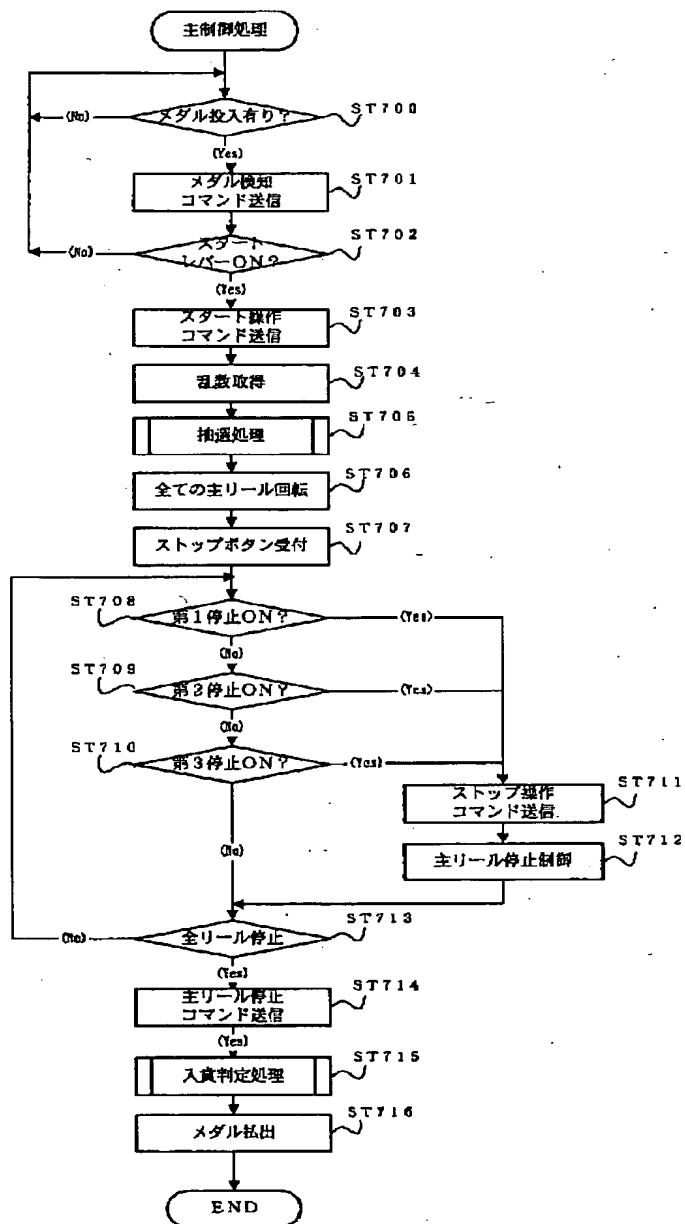 主制御処理
メダル投入有り?
ST700
(No)
(Yes)
メダル検知
コマンド送信
ST701
スタート
レバーON?
ST702
(No)
(Yes)
スタート操作
コマンド送信
ST703
乱数取得
ST704
抽選処理
ST705
全ての主リール回転
ST706
ストップボタン受付
ST707
ST708
第1停止ON?
(Yes)
(No)
ST709
第2停止ON?
(Yes)
(No)
ST710
第3停止ON?
(Yes)
(No)
ストップ操作
コマンド送信
ST711
主リール停止制御
ST712
全リール停止
ST713
(No)
(Yes)
主リール停止
コマンド送信
ST714
(Yes)
入賞判定処理
ST715
メダル払出
ST716
END